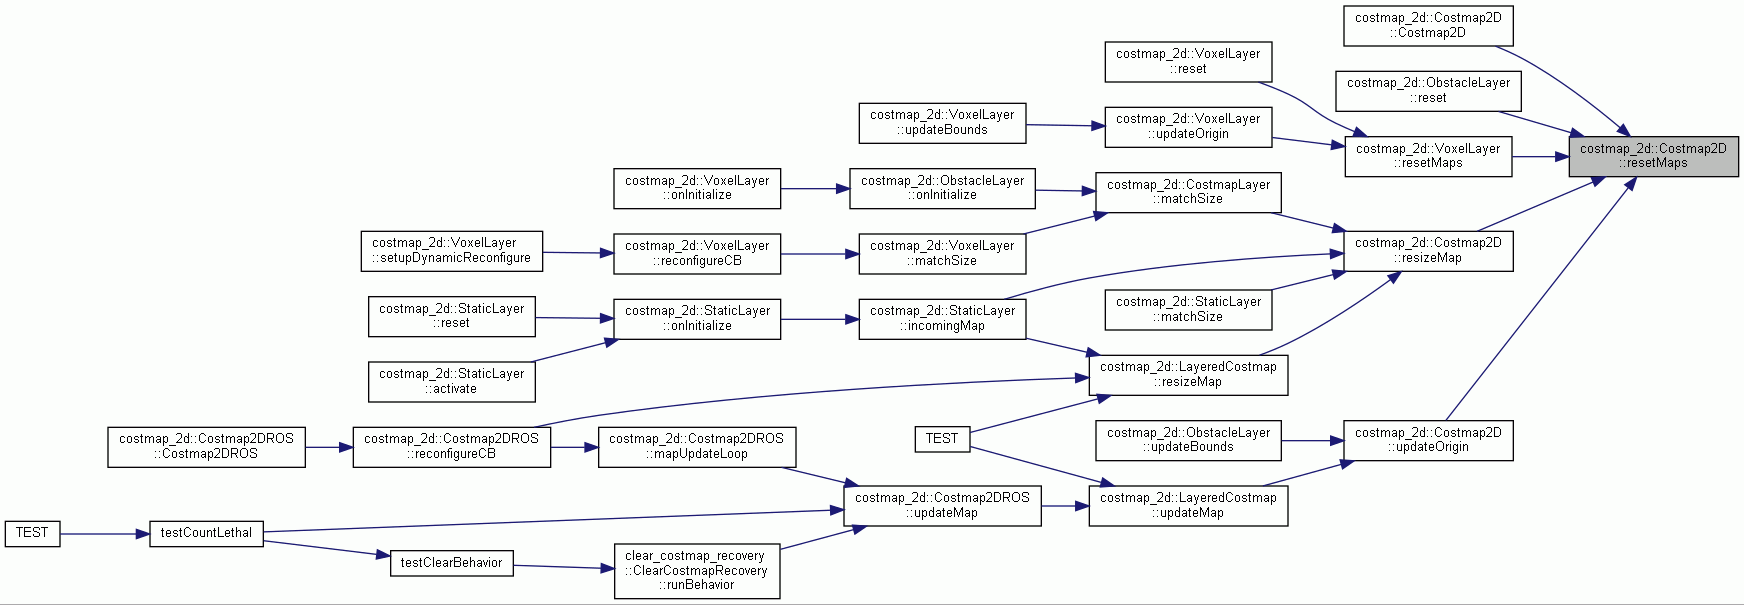 costmap_2d::Costmap2D
::Costmap2D
costmap_2d::VoxelLayer
::reset
costmap_2d::ObstacleLayer
::reset
costmap_2d::VoxelLayer
::updateBounds
costmap_2d::VoxelLayer
::updateOrigin
costmap_2d::VoxelLayer
::resetMaps
costmap_2d::Costmap2D
::resetMaps
costmap_2d::VoxelLayer
::onInitialize
costmap_2d::ObstacleLayer
::onInitialize
costmap_2d::CostmapLayer
::matchSize
costmap_2d::VoxelLayer
::setupDynamicReconfigure
costmap_2d::VoxelLayer
::reconfigureCB
costmap_2d::VoxelLayer
::matchSize
costmap_2d::Costmap2D
::resizeMap
costmap_2d::StaticLayer
::reset
costmap_2d::StaticLayer
::onInitialize
costmap_2d::StaticLayer
::incomingMap
costmap_2d::StaticLayer
::matchSize
costmap_2d::StaticLayer
::activate
costmap_2d::LayeredCostmap
::resizeMap
costmap_2d::Costmap2DROS
::Costmap2DROS
costmap_2d::Costmap2DROS
::reconfigureCB
costmap_2d::Costmap2DROS
::mapUpdateLoop
TEST
costmap_2d::ObstacleLayer
::updateBounds
costmap_2d::Costmap2D
::updateOrigin
costmap_2d::Costmap2DROS
::updateMap
costmap_2d::LayeredCostmap
::updateMap
TEST
testCountLethal
testClearBehavior
clear_costmap_recovery
::ClearCostmapRecovery
::runBehavior